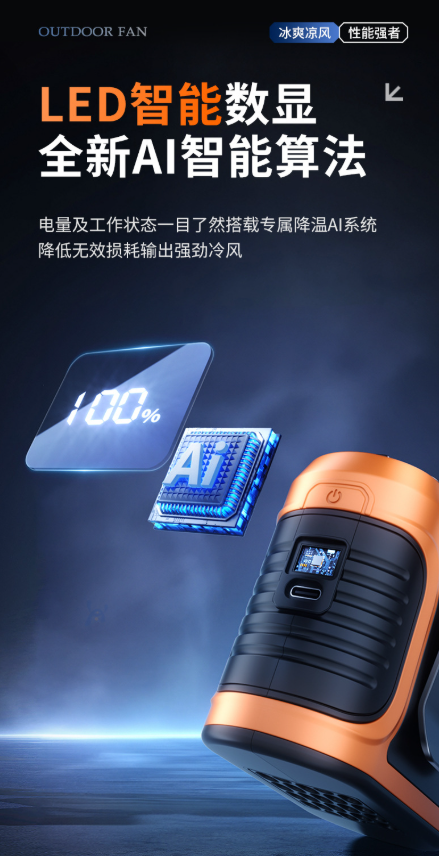 OUTDOOR FAN
冰爽凉风 性能强者
LED智能数显
全新AI智能算法
电量及工作状态一目了然搭载专属降温AI系统
降低无效损耗输出强劲冷风
100%
Ai